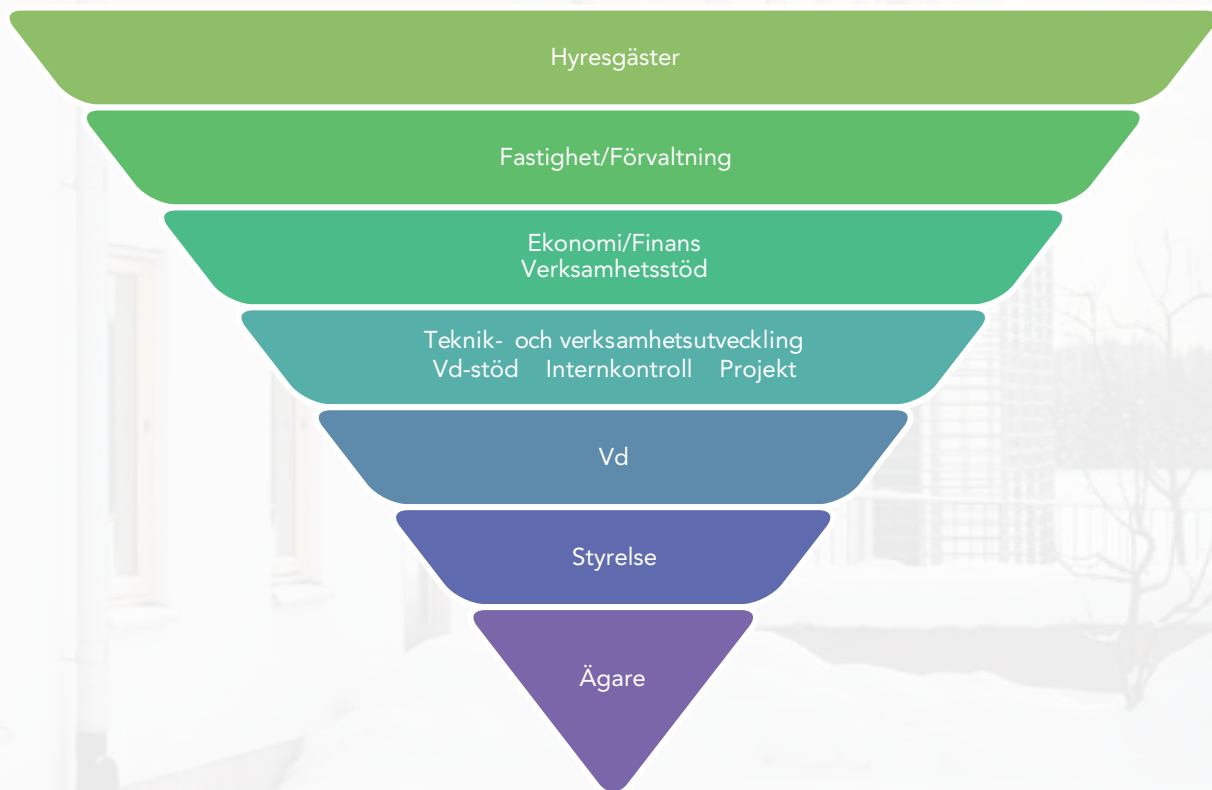 Hyresgäster
Fastighet/Förvaltning
Ekonomi/Finans
Verksamhetsstöd
Teknik- och verksamhetsutveckling
Vd-stöd Internkontroll Projekt
Vd
Styrelse
Ägare